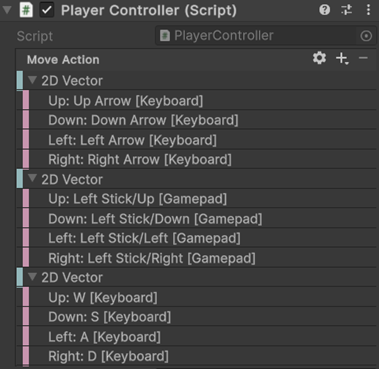 Player Controller (Script)
Script PlayerController
Move Action
2D Vector
Up: Up Arrow [Keyboard]
Down: Down Arrow [Keyboard]
Left: Left Arrow [Keyboard]
Right: Right Arrow [Keyboard]
2D Vector
Up: Left Stick/Up [Gamepad]
Down: Left Stick/Down [Gamepad]
Left: Left Stick/Left [Gamepad]
Right: Left Stick/Right [Gamepad]
2D Vector
Up: W [Keyboard]
Down: S [Keyboard]
Left: A [Keyboard]
Right: D [Keyboard]